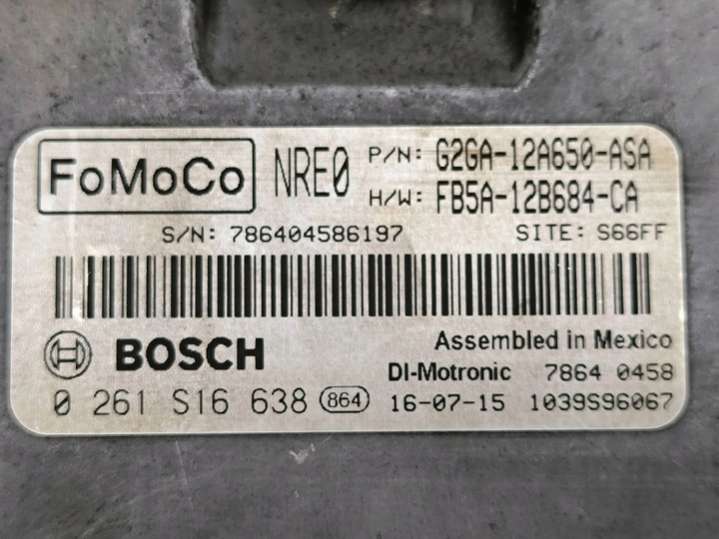 FoMoCo NRE0 P/N: G2GA-12A650-ASA
H/W: FB5A-12B684-CA
S/N: 786404586197 SITE: S66FF
BOSCH Assembled in Mexico
DI-Motronic 7864 0458
0 261 S16 638 864 16-07-15 1039S96067